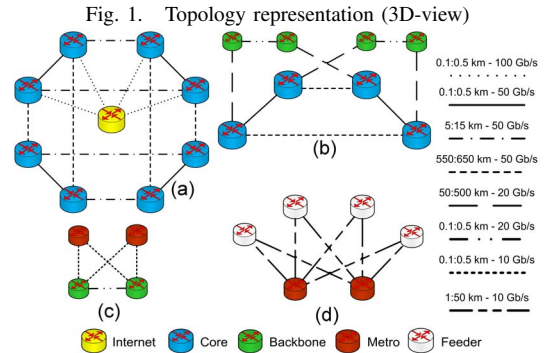 Fig. 1. Topology representation (3D-view)
0.1:0.5 km - 100 Gb/s
0.1:0.5 km - 50 Gb/s
5:15 km - 50 Gb/s
550:650 km - 50 Gb/s
50:500 km - 20 Gb/s
0.1:0.5 km - 20 Gb/s
0.1:0.5 km - 10 Gb/s
1:50 km - 10 Gb/s
(a)
(b)
(c)
(d)
Internet Core Backbone Metro Feeder